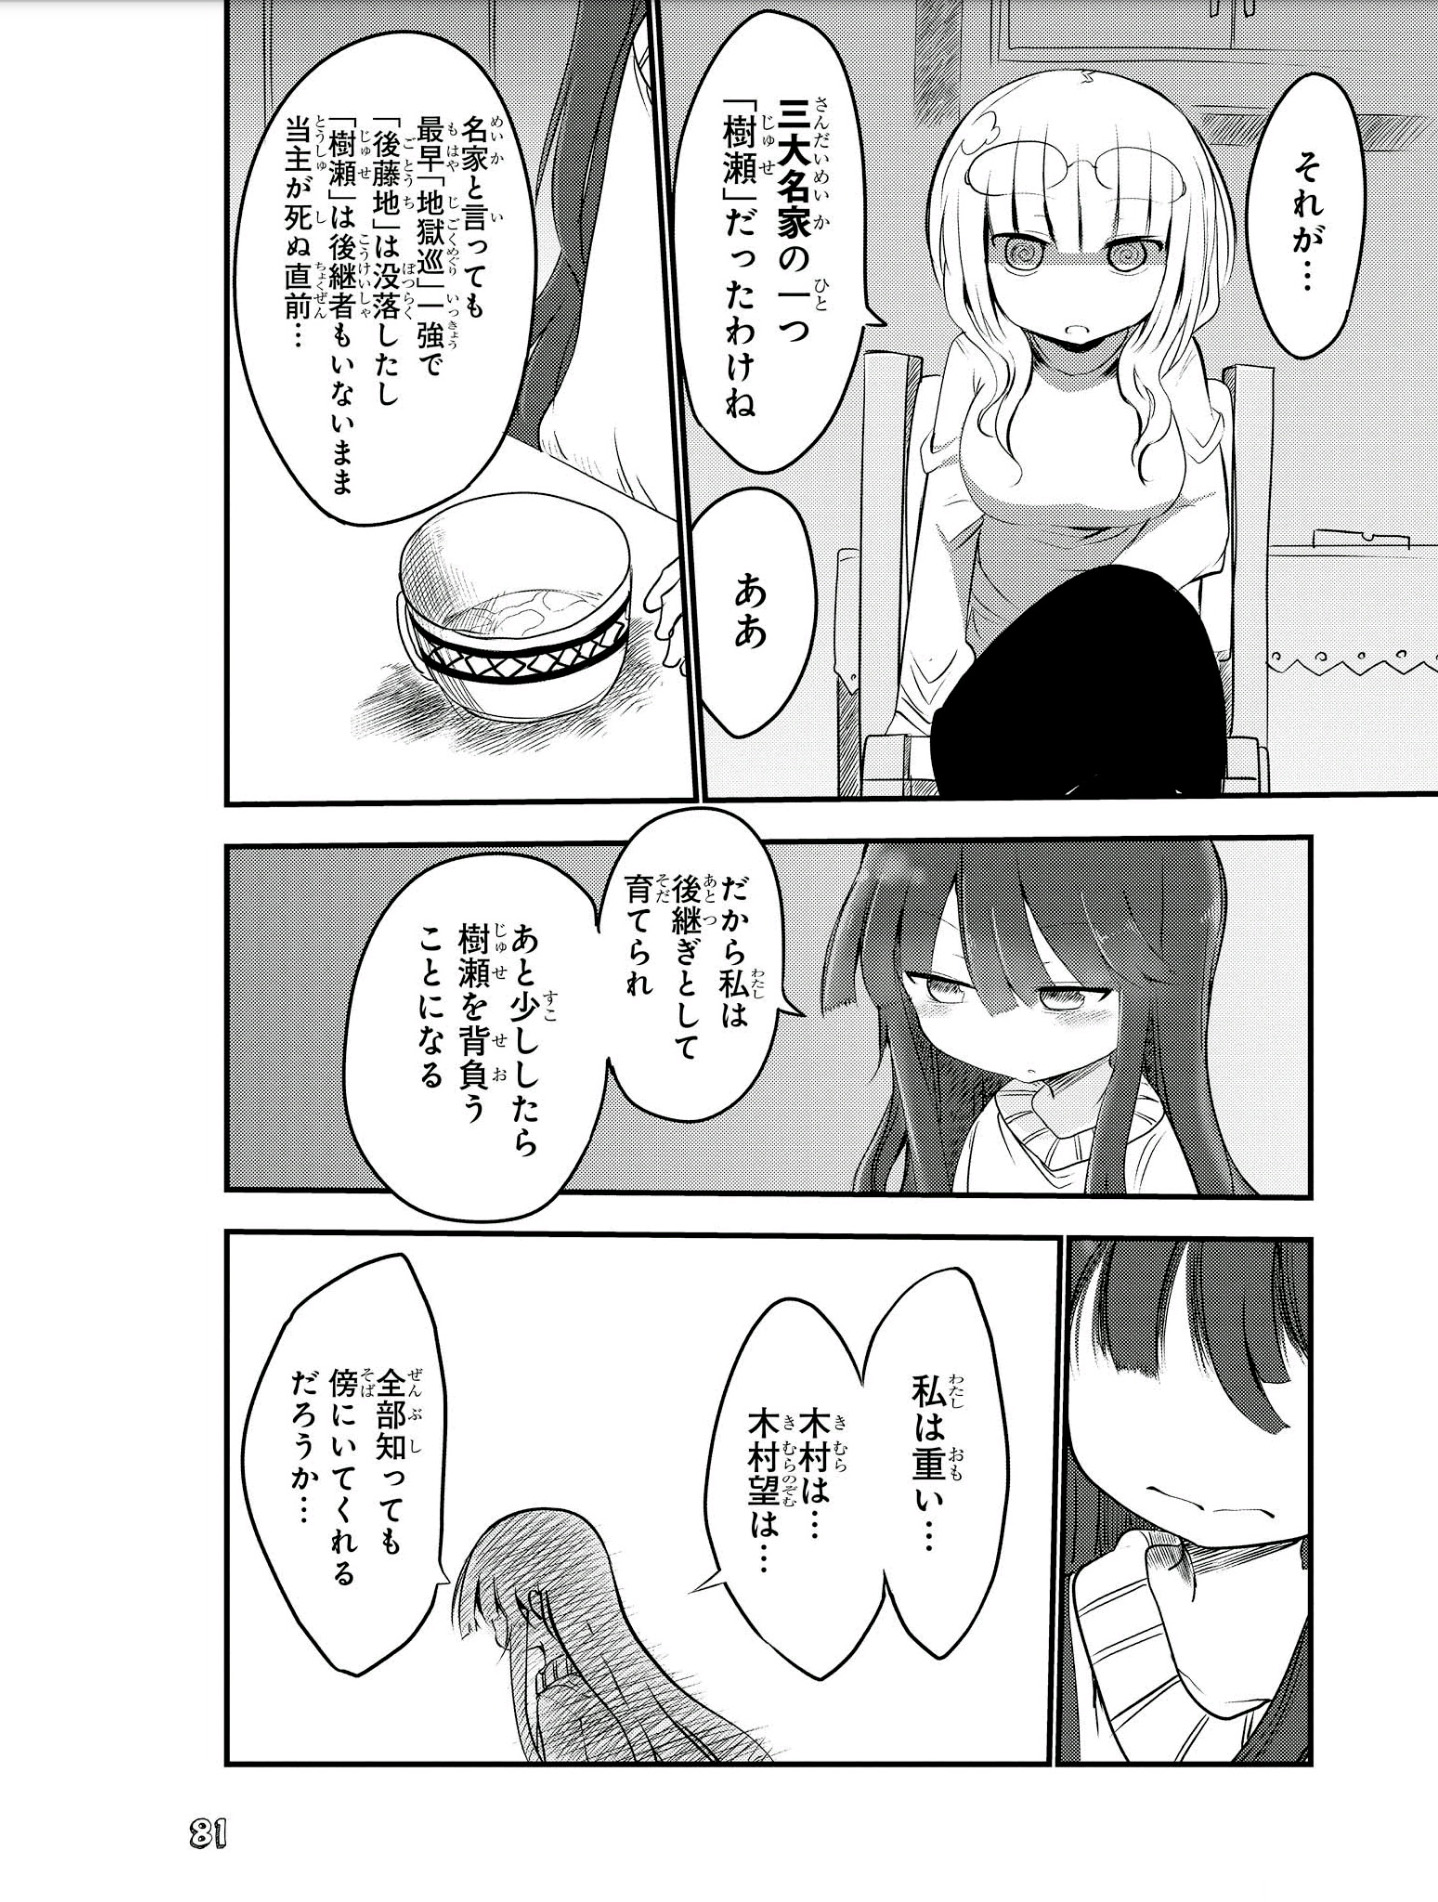 それが…
三大名家の一つ
「樹瀬」だったわけね
ああ
名家と言っても
最早「地獄巡」一強で
「後藤地」は没落したし
「樹瀬」は後継者もいないまま
当主が死ぬ直前…
だから私は
後継ぎとして
育てられ
あと少ししたら
樹瀬を背負う
ことになる
私は重い…
木村は…
木村望は…
全部知っても
傍にいてくれる
だろうか…
81